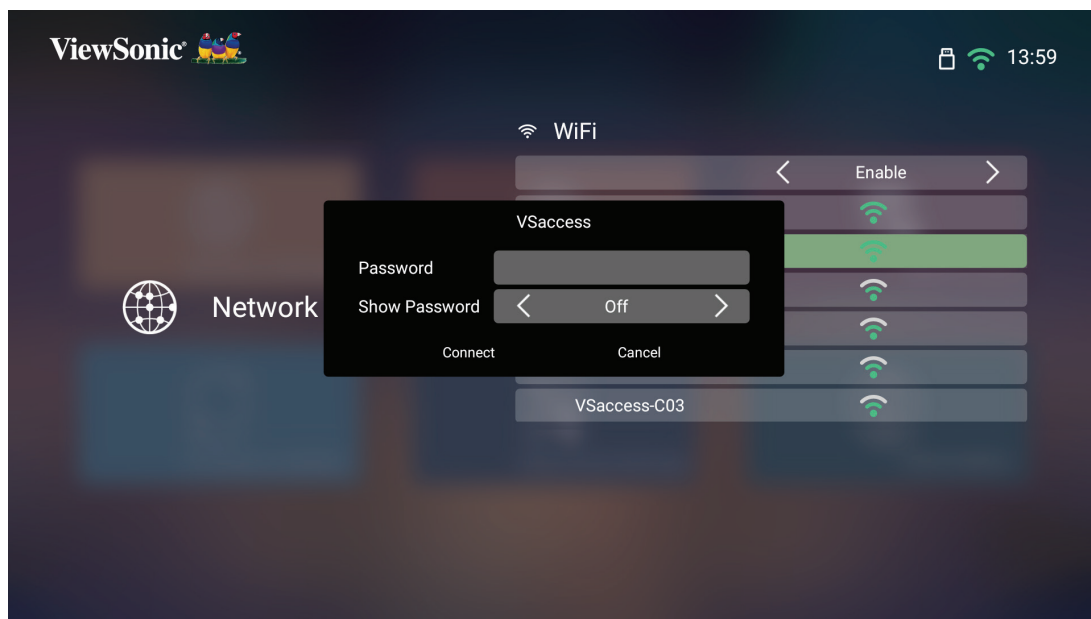 ViewSonic®
13:59
WiFi
Enable
VSaccess
Password
Network
Show Password
Off
Connect
Cancel
VSaccess-C03